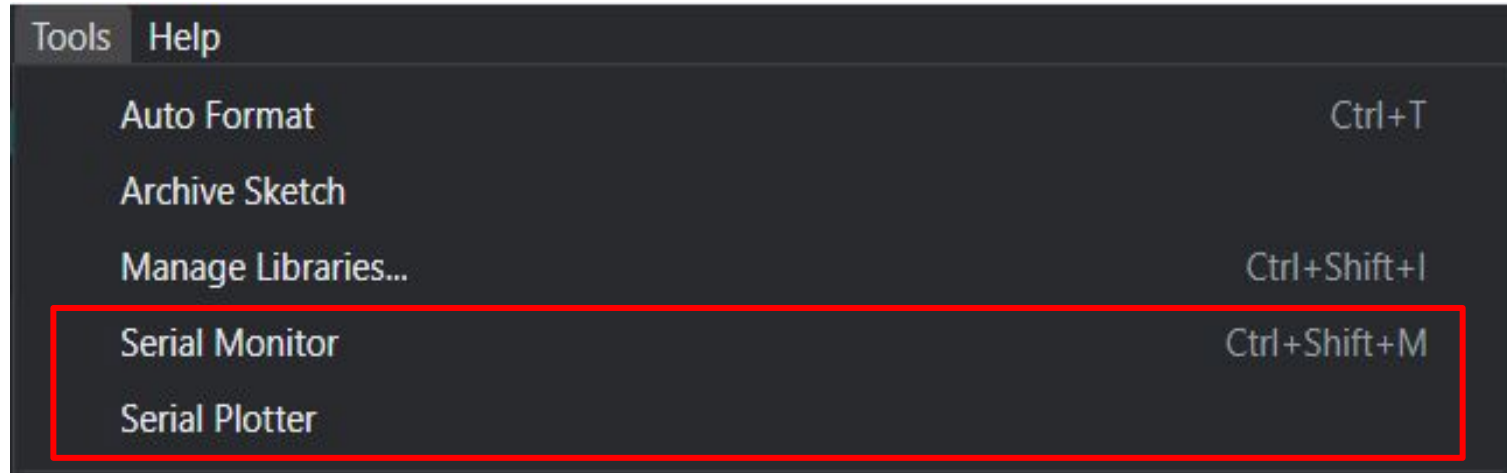 Tools Help
Auto Format Ctrl+T
Archive Sketch
Manage Libraries... Ctrl+Shift+I
Serial Monitor Ctrl+Shift+M
Serial Plotter